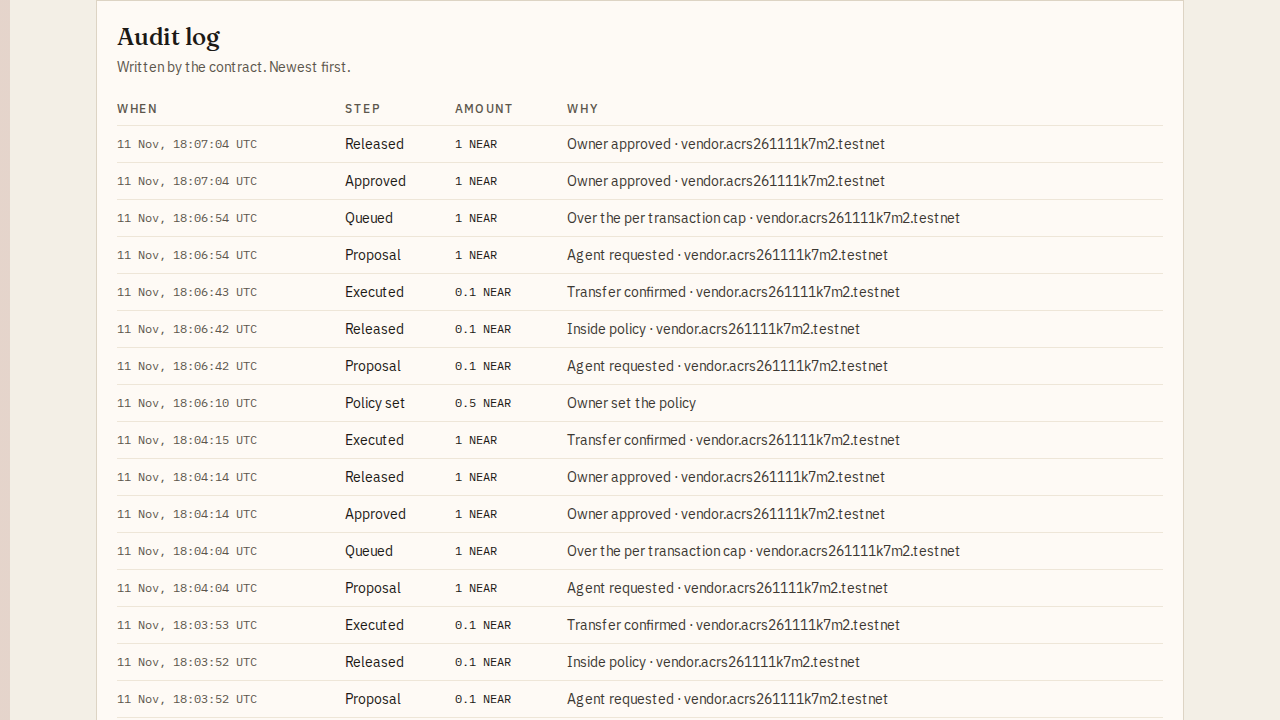 Audit log
Written by the contract. Newest first.
WHEN STEP AMOUNT WHY
11 Nov, 18:07:04 UTC Released 1 NEAR Owner approved · vendor.acrs261111k7m2.testnet
11 Nov, 18:07:04 UTC Approved 1 NEAR Owner approved · vendor.acrs261111k7m2.testnet
11 Nov, 18:06:54 UTC Queued 1 NEAR Over the per transaction cap · vendor.acrs261111k7m2.testnet
11 Nov, 18:06:54 UTC Proposal 1 NEAR Agent requested · vendor.acrs261111k7m2.testnet
11 Nov, 18:06:43 UTC Executed 0.1 NEAR Transfer confirmed · vendor.acrs261111k7m2.testnet
11 Nov, 18:06:42 UTC Released 0.1 NEAR Inside policy · vendor.acrs261111k7m2.testnet
11 Nov, 18:06:42 UTC Proposal 0.1 NEAR Agent requested · vendor.acrs261111k7m2.testnet
11 Nov, 18:06:10 UTC Policy set 0.5 NEAR Owner set the policy
11 Nov, 18:04:15 UTC Executed 1 NEAR Transfer confirmed · vendor.acrs261111k7m2.testnet
11 Nov, 18:04:14 UTC Released 1 NEAR Owner approved · vendor.acrs261111k7m2.testnet
11 Nov, 18:04:14 UTC Approved 1 NEAR Owner approved · vendor.acrs261111k7m2.testnet
11 Nov, 18:04:04 UTC Queued 1 NEAR Over the per transaction cap · vendor.acrs261111k7m2.testnet
11 Nov, 18:04:04 UTC Proposal 1 NEAR Agent requested · vendor.acrs261111k7m2.testnet
11 Nov, 18:03:53 UTC Executed 0.1 NEAR Transfer confirmed · vendor.acrs261111k7m2.testnet
11 Nov, 18:03:52 UTC Released 0.1 NEAR Inside policy · vendor.acrs261111k7m2.testnet
11 Nov, 18:03:52 UTC Proposal 0.1 NEAR Agent requested · vendor.acrs261111k7m2.testnet